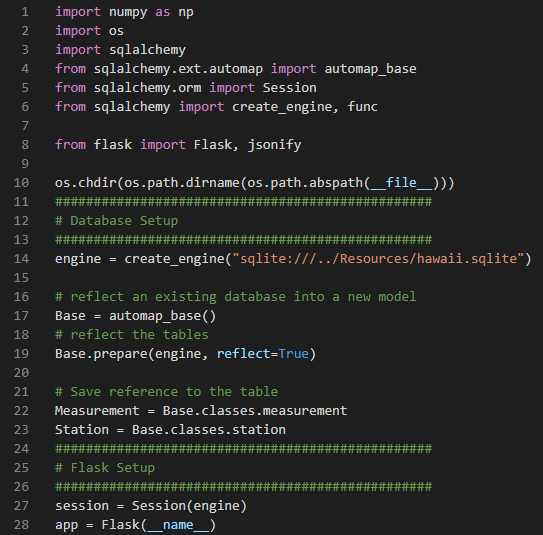 1 import numpy as np
2 import os
3 import sqlalchemy
4 from sqlalchemy.ext.automap import automap_base
5 from sqlalchemy.orm import Session
6 from sqlalchemy import create_engine, func
7
8 from flask import Flask, jsonify
9
10 os.chdir(os.path.dirname(os.path.abspath(__file__)))
11 #################################################
12 # Database Setup
13 #################################################
14 engine = create_engine("sqlite:///../Resources/hawaii.sqlite")
15
16 # reflect an existing database into a new model
17 Base = automap_base()
18 # reflect the tables
19 Base.prepare(engine, reflect=True)
20
21 # Save reference to the table
22 Measurement = Base.classes.measurement
23 Station = Base.classes.station
24 #################################################
25 # Flask Setup
26 #################################################
27 session = Session(engine)
28 app = Flask(__name__)